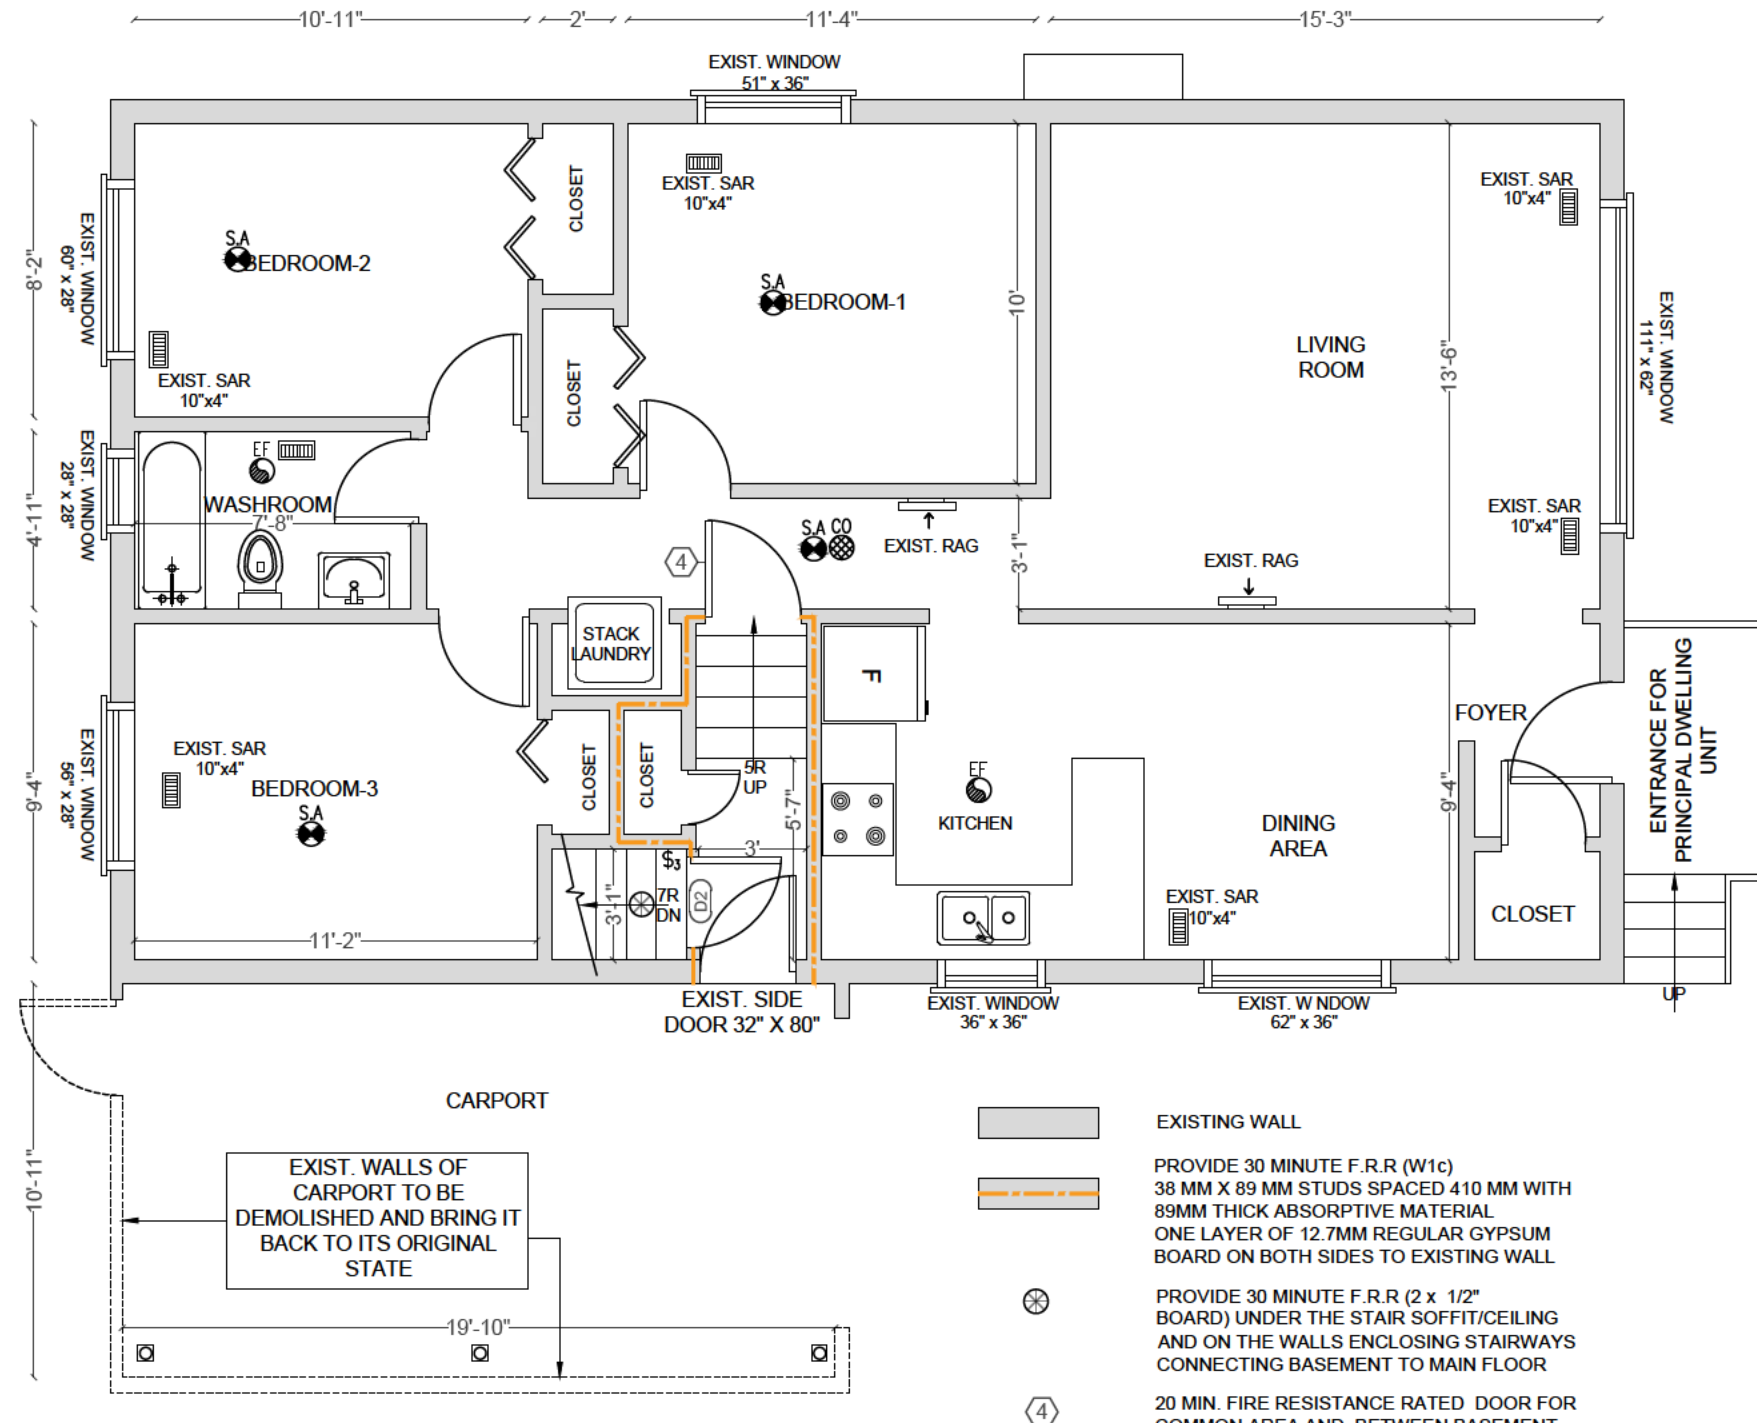 10'-11"
2'
11'-4"
15'-3"
EXIST. WINDOW
51" x 36"
8'-2"
4'-11"
9'-4"
10'-11"
EXIST. WINDOW
60" x 28"
EXIST. WINDOW
28" x 28"
EXIST. WINDOW
56" x 28"
S.A
BEDROOM-2
EXIST. SAR
10"x4"
CLOSET
CLOSET
EXIST. SAR
10"x4"
S.A
BEDROOM-1
10'
LIVING
ROOM
13'-6"
EXIST. SAR
10"x4"
EXIST. SAR
10"x4"
EXIST. WINDOW
111" x 62"
EF
WASHROOM
7'-8"
4
S.A CO
EXIST. RAG
3'-1"
EXIST. RAG
STACK
LAUNDRY
F
EXIST. SAR
10"x4"
BEDROOM-3
S.A
11'-2"
CLOSET
CLOSET
5R
UP
5'-7"
3'
$3
7R
DN
3'-1"
D2
EF
KITCHEN
DINING
AREA
9'-4"
EXIST. SAR
10"x4"
FOYER
CLOSET
ENTRANCE FOR
PRINCIPAL DWELLING
UNIT
UP
EXIST. SIDE
DOOR 32" X 80"
EXIST. WINDOW
36" x 36"
EXIST. W NDOW
62" x 36"
CARPORT
EXIST. WALLS OF
CARPORT TO BE
DEMOLISHED AND BRING IT
BACK TO ITS ORIGINAL
STATE
19'-10"
EXISTING WALL
PROVIDE 30 MINUTE F.R.R (W1c)
38 MM X 89 MM STUDS SPACED 410 MM WITH
89MM THICK ABSORPTIVE MATERIAL
ONE LAYER OF 12.7MM REGULAR GYPSUM
BOARD ON BOTH SIDES TO EXISTING WALL
PROVIDE 30 MINUTE F.R.R (2 x 1/2"
BOARD) UNDER THE STAIR SOFFIT/CEILING
AND ON THE WALLS ENCLOSING STAIRWAYS
CONNECTING BASEMENT TO MAIN FLOOR
4
20 MIN. FIRE RESISTANCE RATED DOOR FOR
COMMON AREA AND BETWEEN BASEMENT